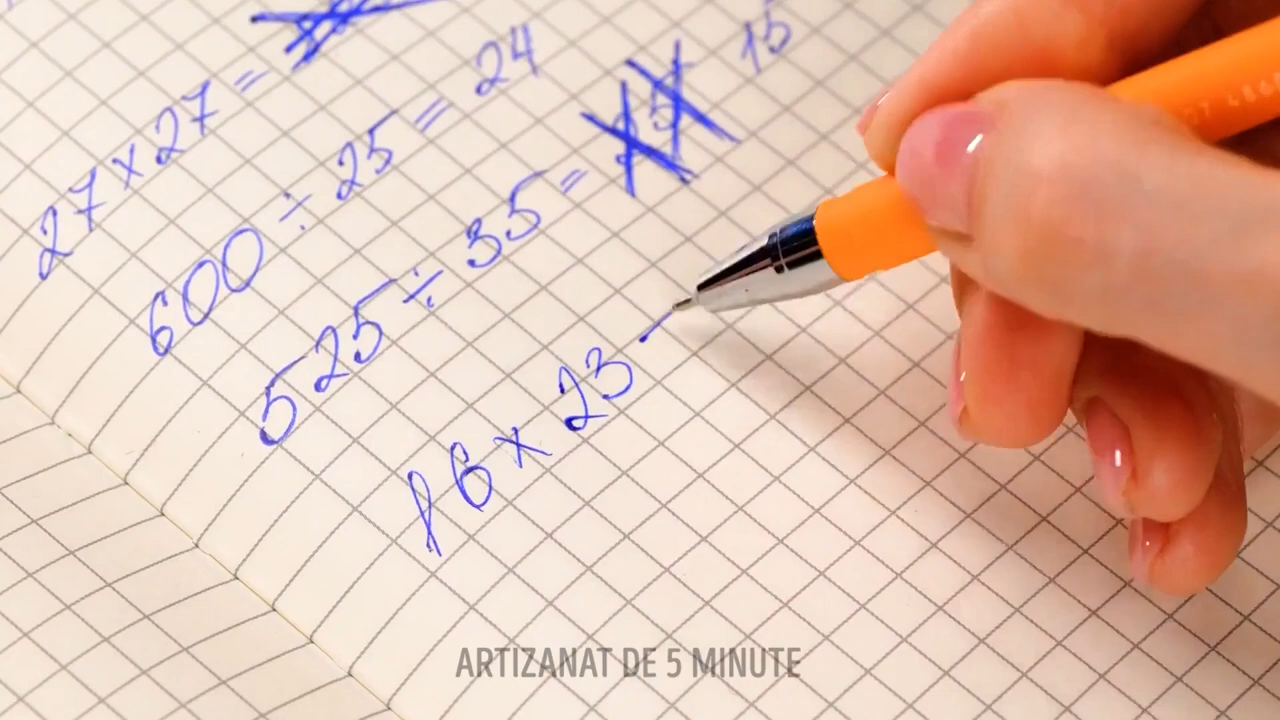 27 x 27 =
600 ÷ 25 = 24
525 ÷ 35 = 15
16 x 23 -
ARTIZANAT DE 5 MINUTE